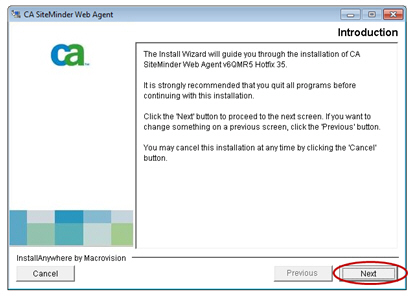 CA SiteMinder Web Agent
Introduction
ca
The Install Wizard will guide you through the installation of CA
SiteMinder Web Agent v6QMR5 Hotfix 35.
It is strongly recommended that you quit all programs before
continuing with this installation.
Click the 'Next' button to proceed to the next screen. If you want to
change something on a previous screen, click the 'Previous' button.
You may cancel this installation at any time by clicking the 'Cancel'
button.
InstallAnywhere by Macrovision
Cancel
Previous
Next